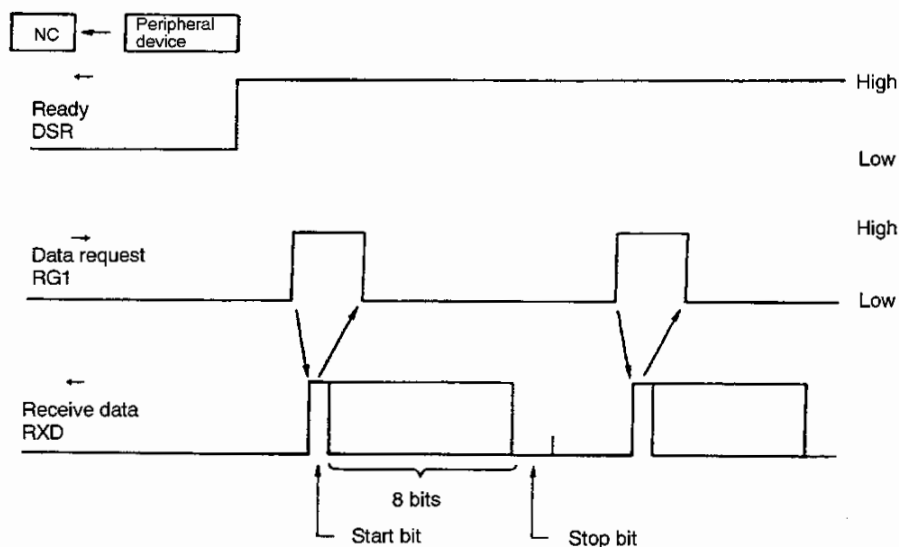 NC
Peripheral
device
High
Ready
DSR
Low
High
Data request
RG1
Low
Receive data
RXD
8 bits
Start bit
Stop bit